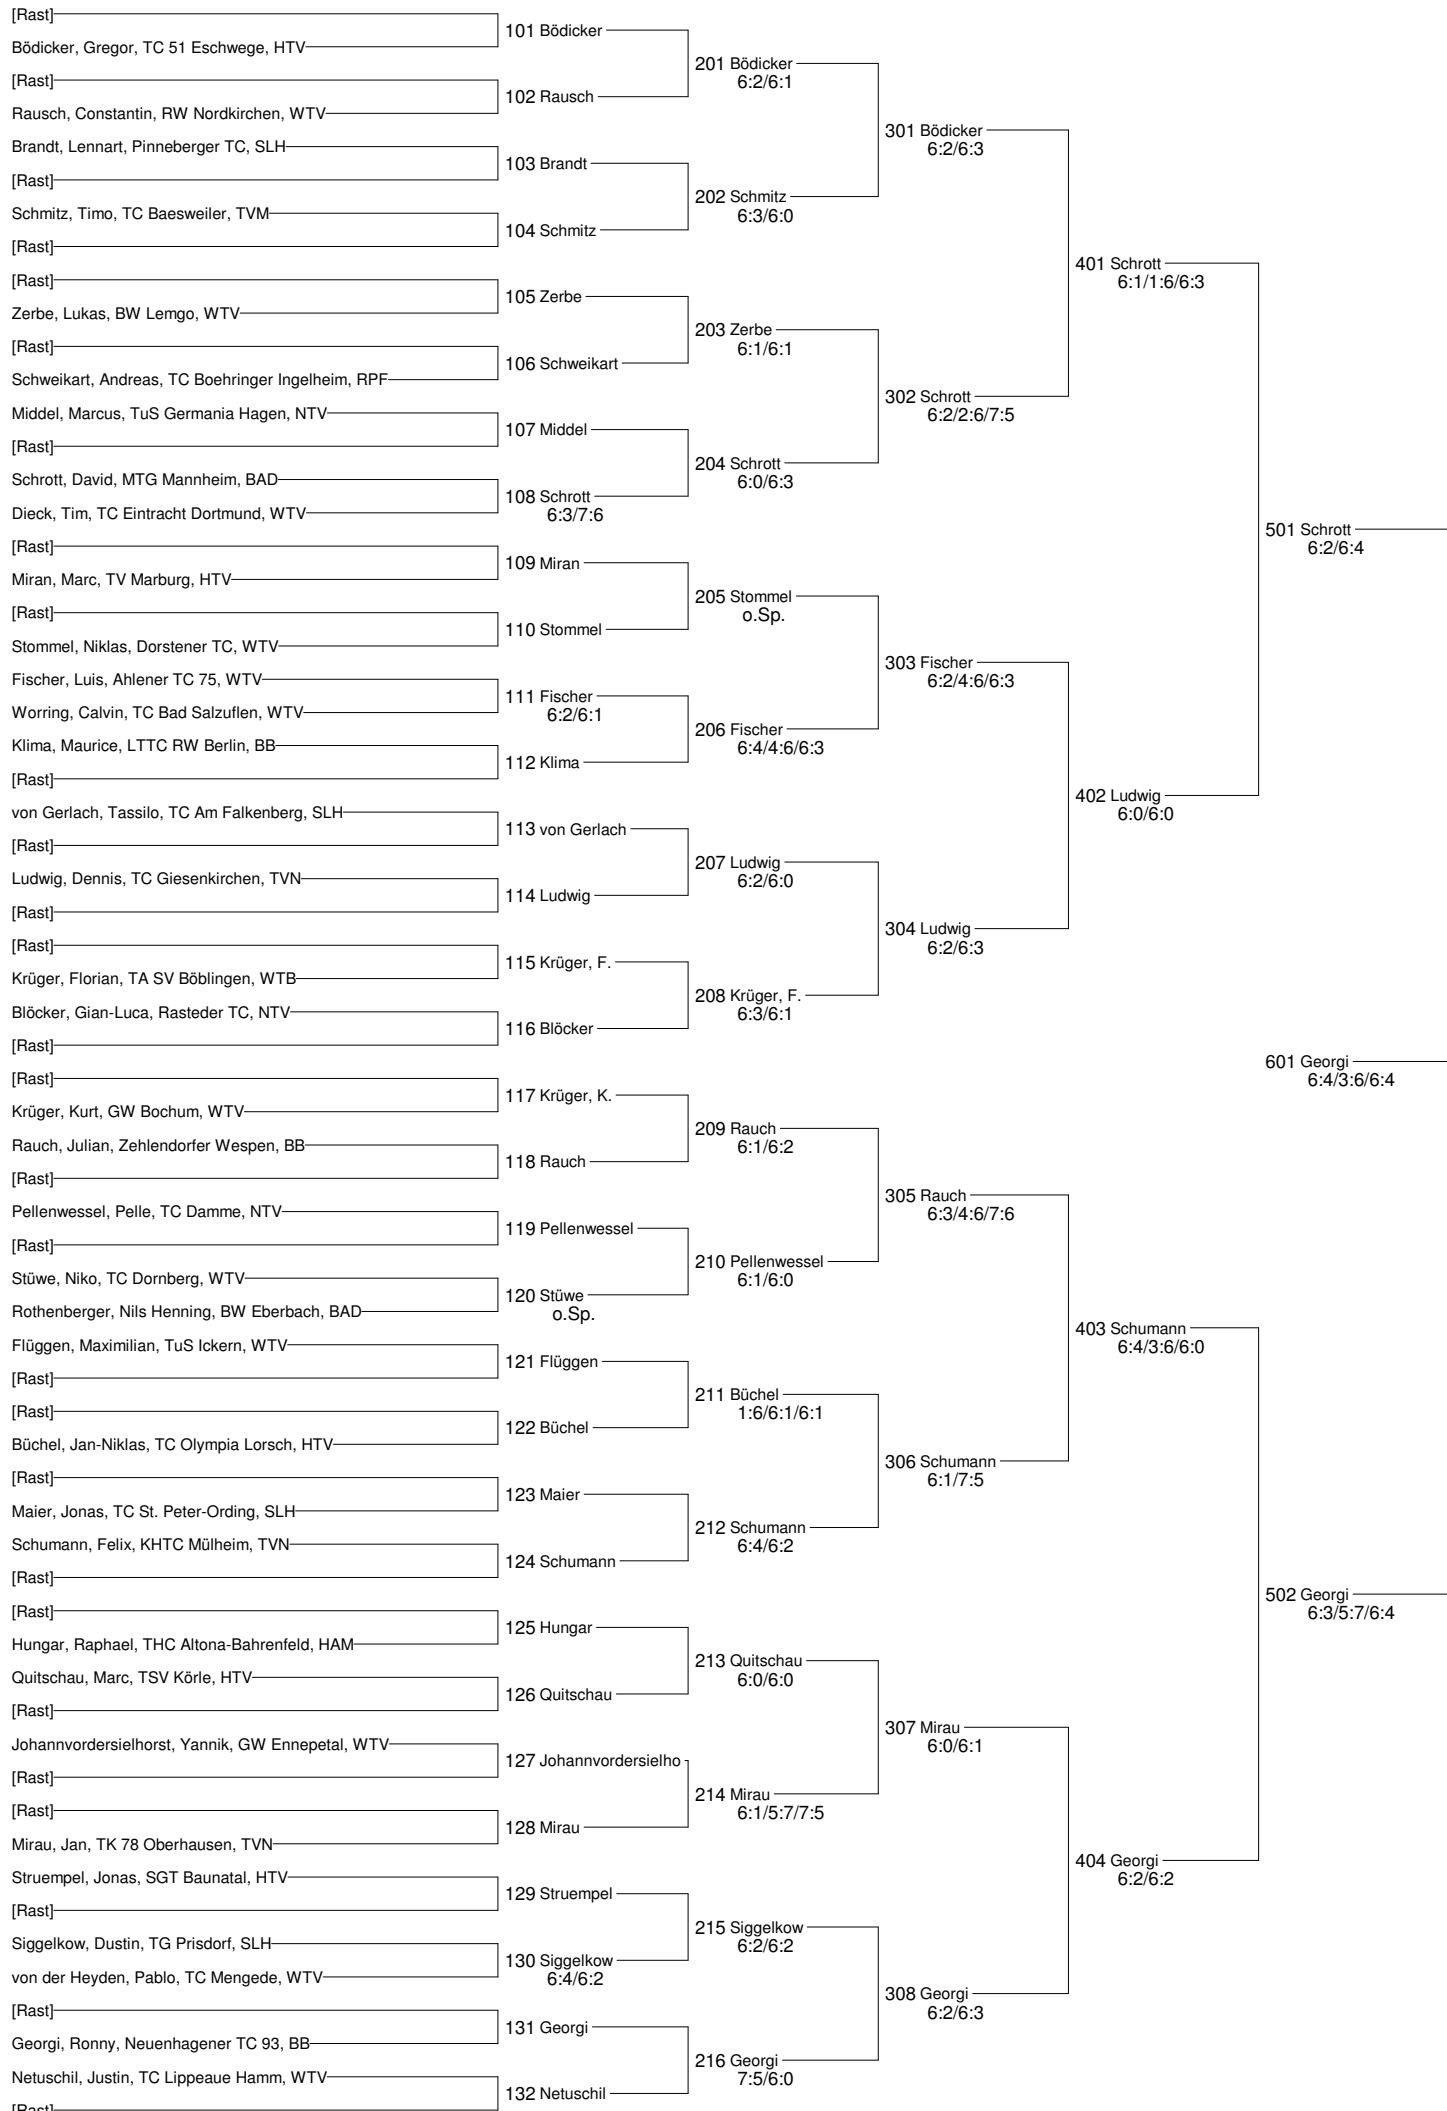 [Rast]
Bödicker, Gregor, TC 51 Eschwege, HTV
[Rast]
Rausch, Constantin, RW Nordkirchen, WTV
Brandt, Lennart, Pinneberger TC, SLH
[Rast]
Schmitz, Timo, TC Baesweiler, TVM
[Rast]
[Rast]
Zerbe, Lukas, BW Lemgo, WTV
[Rast]
Schweikart, Andreas, TC Boehringer Ingelheim, RPF
Middel, Marcus, TuS Germania Hagen, NTV
[Rast]
Schrott, David, MTG Mannheim, BAD
Dieck, Tim, TC Eintracht Dortmund, WTV
[Rast]
Miran, Marc, TV Marburg, HTV
[Rast]
Stommel, Niklas, Dorstener TC, WTV
Fischer, Luis, Ahlener TC 75, WTV
Worring, Calvin, TC Bad Salzuflen, WTV
Klima, Maurice, LTTC RW Berlin, BB
[Rast]
von Gerlach, Tassilo, TC Am Falkenberg, SLH
[Rast]
Ludwig, Dennis, TC Giesenkirchen, TVN
[Rast]
[Rast]
Krüger, Florian, TA SV Böblingen, WTB
Blöcker, Gian-Luca, Rasteder TC, NTV
[Rast]
[Rast]
Krüger, Kurt, GW Bochum, WTV
Rauch, Julian, Zehlendorfer Wespen, BB
[Rast]
Pellenwessel, Pelle, TC Damme, NTV
[Rast]
Stüwe, Niko, TC Dornberg, WTV
Rothenberger, Nils Henning, BW Eberbach, BAD
Flüggen, Maximilian, TuS Ickern, WTV
[Rast]
[Rast]
Büchel, Jan-Niklas, TC Olympia Lorsch, HTV
[Rast]
Maier, Jonas, TC St. Peter-Ording, SLH
Schumann, Felix, KHTC Mülheim, TVN
[Rast]
[Rast]
Hungar, Raphael, THC Altona-Bahrenfeld, HAM
Quitschau, Marc, TSV Körle, HTV
[Rast]
Johannvordersielhorst, Yannik, GW Ennepetal, WTV
[Rast]
[Rast]
Mirau, Jan, TK 78 Oberhausen, TVN
Struempel, Jonas, SGT Baunatal, HTV
[Rast]
Siggelkow, Dustin, TG Prisdorf, SLH
von der Heyden, Pablo, TC Mengede, WTV
[Rast]
Georgi, Ronny, Neuenhagener TC 93, BB
Netuschil, Justin, TC Lippeaue Hamm, WTV
[Rast]
101 Bödicker
102 Rausch
103 Brandt
104 Schmitz
105 Zerbe
106 Schweikart
107 Middel
108 Schrott
6:3/7:6
109 Miran
110 Stommel
111 Fischer
6:2/6:1
112 Klima
113 von Gerlach
114 Ludwig
115 Krüger, F.
116 Blöcker
117 Krüger, K.
118 Rauch
119 Pellenwessel
120 Stüwe
o.Sp.
121 Flüggen
122 Büchel
123 Maier
124 Schumann
125 Hungar
126 Quitschau
127 Johannvordersielho
128 Mirau
129 Struempel
130 Siggelkow
6:4/6:2
131 Georgi
132 Netuschil
201 Bödicker
6:2/6:1
202 Schmitz
6:3/6:0
203 Zerbe
6:1/6:1
204 Schrott
6:0/6:3
205 Stommel
o.Sp.
206 Fischer
6:4/4:6/6:3
207 Ludwig
6:2/6:0
208 Krüger, F.
6:3/6:1
209 Rauch
6:1/6:2
210 Pellenwessel
6:1/6:0
211 Büchel
1:6/6:1/6:1
212 Schumann
6:4/6:2
213 Quitschau
6:0/6:0
214 Mirau
6:1/5:7/7:5
215 Siggelkow
6:2/6:2
216 Georgi
7:5/6:0
301 Bödicker
6:2/6:3
302 Schrott
6:2/2:6/7:5
303 Fischer
6:2/4:6/6:3
304 Ludwig
6:2/6:3
305 Rauch
6:3/4:6/7:6
306 Schumann
6:1/7:5
307 Mirau
6:0/6:1
308 Georgi
6:2/6:3
401 Schrott
6:1/1:6/6:3
402 Ludwig
6:0/6:0
403 Schumann
6:4/3:6/6:0
404 Georgi
6:2/6:2
501 Schrott
6:2/6:4
601 Georgi
6:4/3:6/6:4
502 Georgi
6:3/5:7/6:4